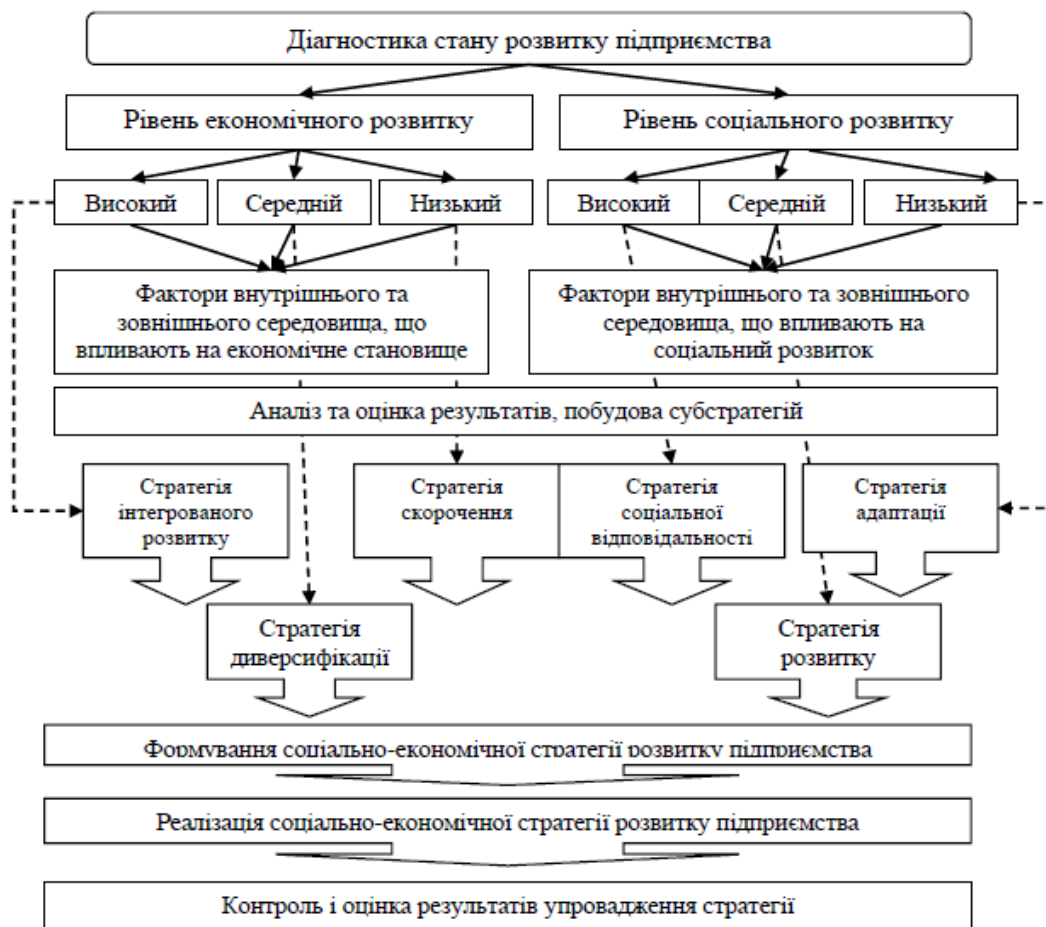 Діагностика стану розвитку підприємства
Рівень економічного розвитку
Рівень соціального розвитку
Високий
Середній
Низький
Високий
Середній
Низький
Фактори внутрішнього та
зовнішнього середовища, що
впливають на економічне становище
Фактори внутрішнього та зовнішнього
середовища, що впливають на
соціальний розвиток
Аналіз та оцінка результатів, побудова субстратегій
Стратегія
інтегрованого
розвитку
Стратегія
скорочення
Стратегія
соціальної
відповідальності
Стратегія
адаптації
Стратегія
диверсифікації
Стратегія
розвитку
Формування соціально-економічної стратегії розвитку підприємства
Реалізація соціально-економічної стратегії розвитку підприємства
Контроль і оцінка результатів упровадження стратегії